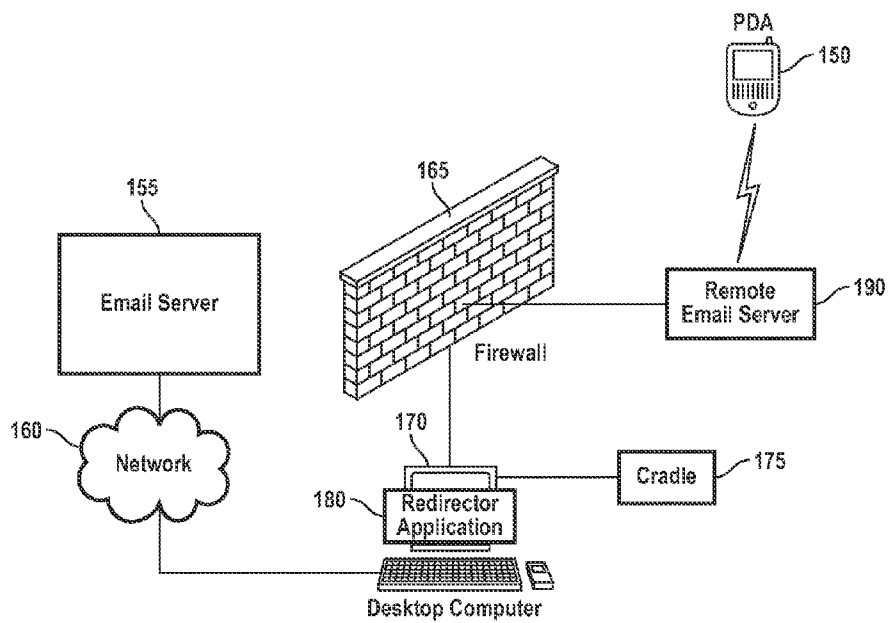 PDA
150
165
155
Email Server
Remote
Email Server
190
Firewall
160
Network
170
180
Redirector
Application
Cradle
175
Desktop Computer